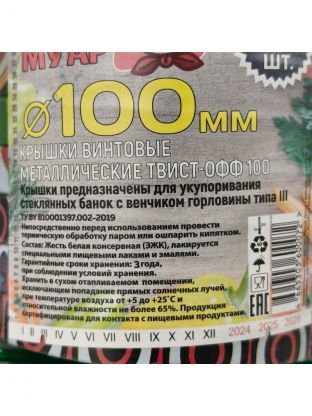 МУАР
ШТ.
Ø100ММ
КРЫШКИ ВИНТОВЫЕ
МЕТАЛЛИЧЕСКИЕ ТВИСТ-ОФФ 100
Крышки предназначены для укупоривания
стеклянных банок с венчиком горловины типа III
ТУ BY 810001397.002-2019
Непосредственно перед использованием провести
термическую обработку паром или ошпарить кипятком.
Состав: Жесть белая консервная (ЭЖК), лакируется
специальными пищевыми лаками и эмалями.
Гарантийные сроки хранения: 3 года,
при соблюдении условий хранения.
Хранить в сухом отапливаемом помещении,
исключающем попадание прямых солнечных лучей,
при температуре воздуха от +5 до +25˚С и
относительной влажности не более 65%. Продукция
сертифицирована для контакта с пищевыми продуктами.
EAC
I II III IV V VI VII VIII IX X XI XII 2024 2025 2026